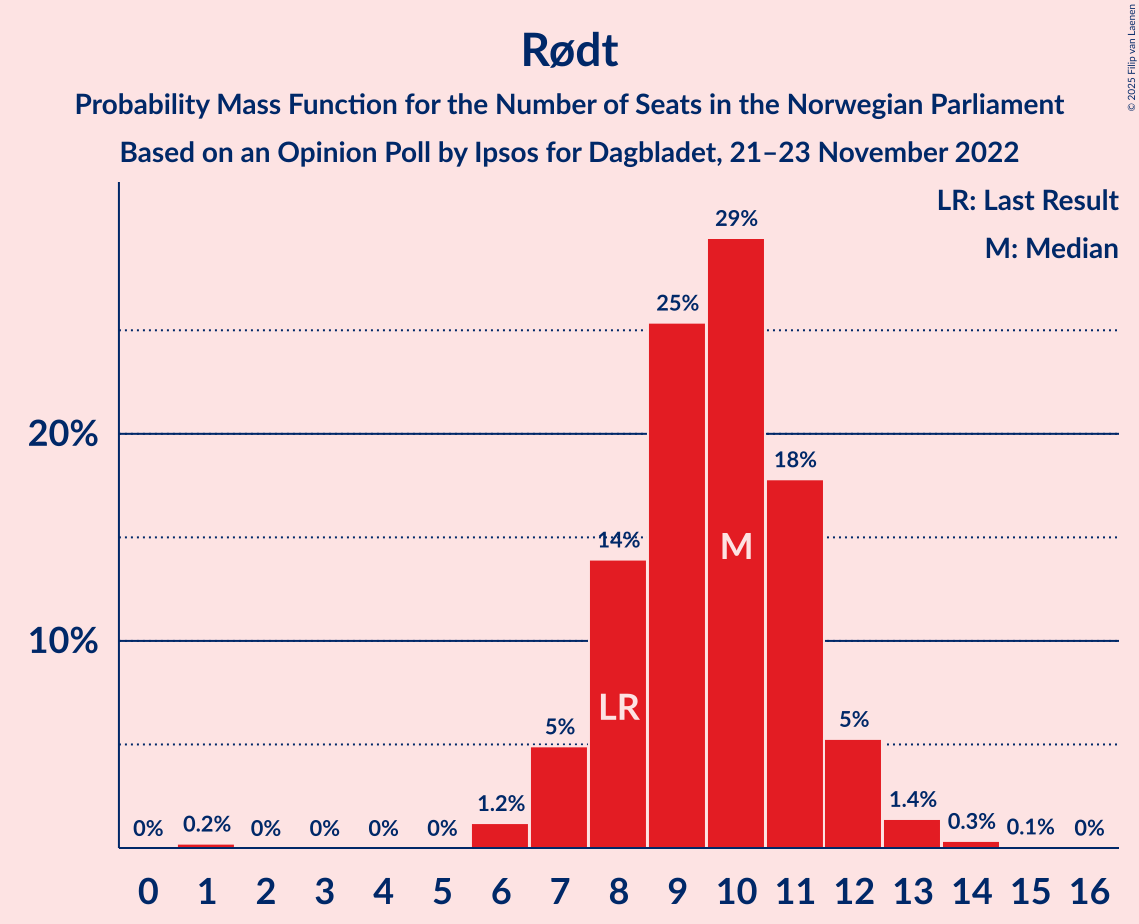 Rødt
Probability Mass Function for the Number of Seats in the Norwegian Parliament
Based on an Opinion Poll by Ipsos for Dagbladet, 21–23 November 2022
© 2025 Filip van Laenen
LR: Last Result
M: Median
20%
10%
0%
0.2%
0%
0%
0%
0%
1.2%
5%
14%
25%
29%
18%
5%
1.4%
0.3%
0.1%
0%
LR
M
0 1 2 3 4 5 6 7 8 9 10 11 12 13 14 15 16